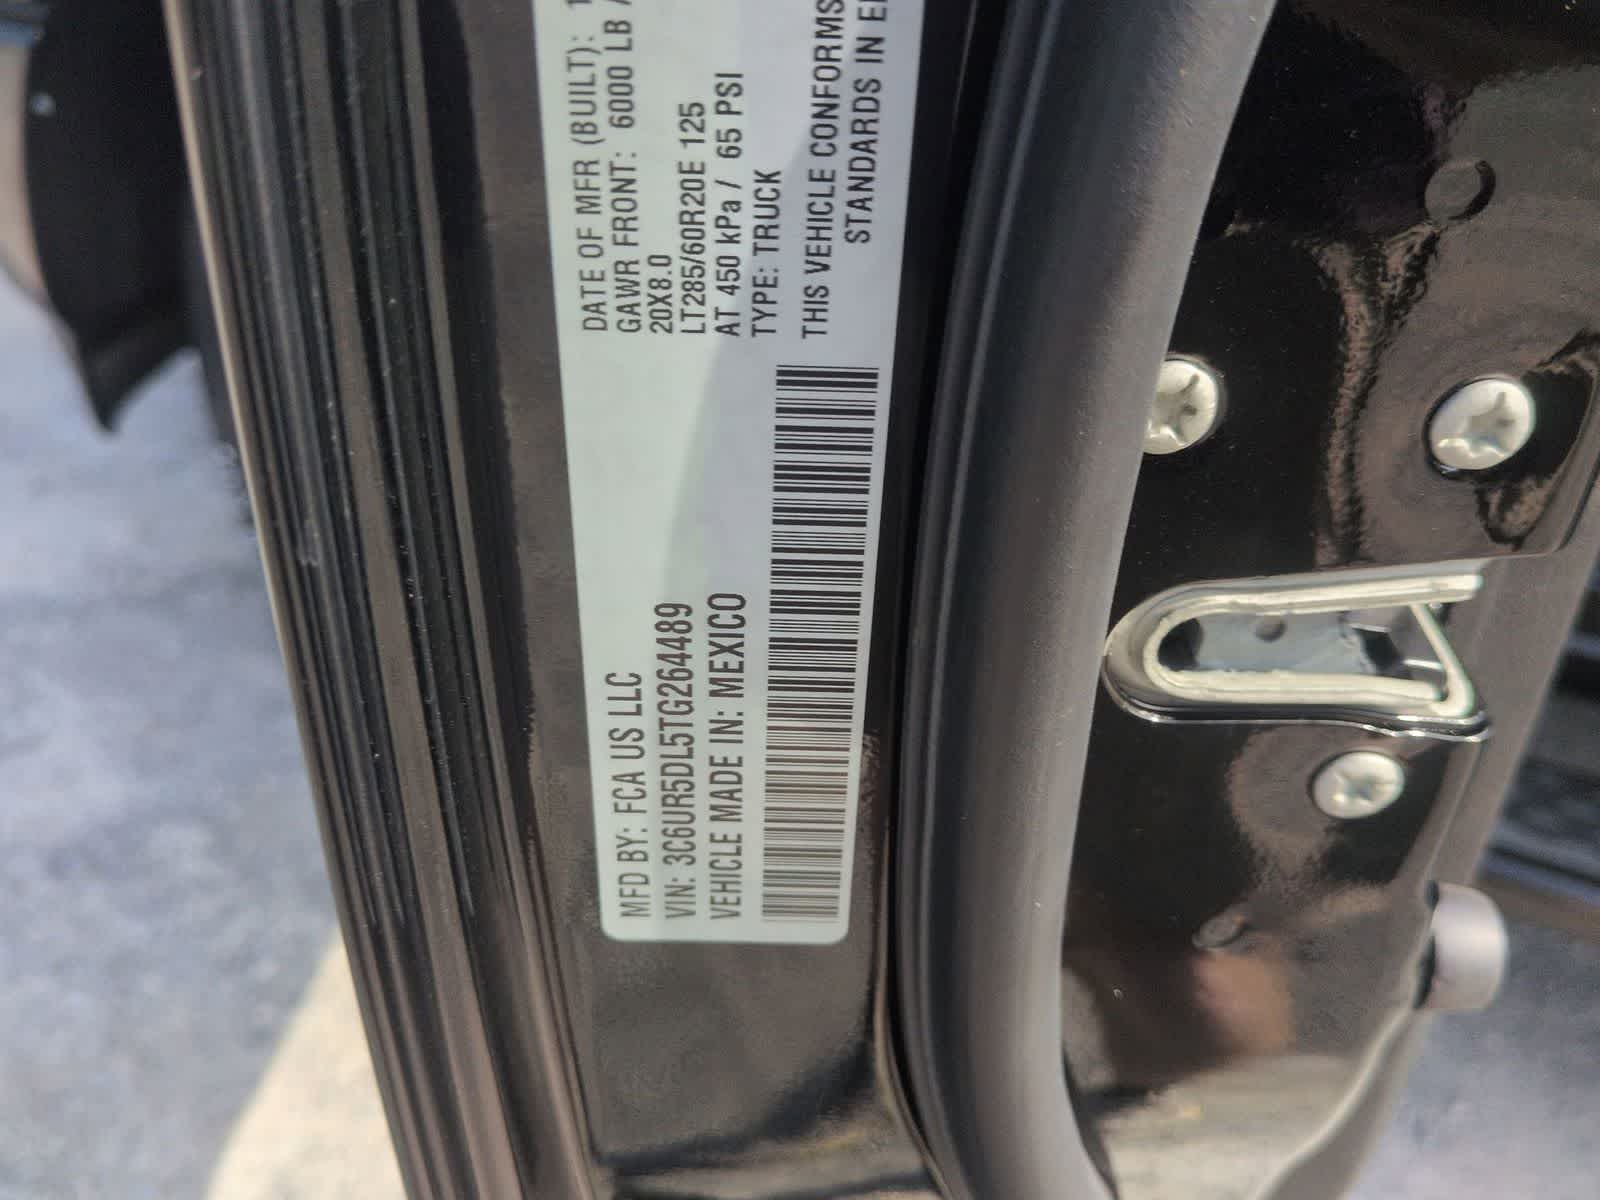 MFD BY: FCA US LLC
VIN: 3C6UR5DL5TG264489
VEHICLE MADE IN: MEXICO
DATE OF MFR (BUILT):
GAWR FRONT: 6000 LB
20X8.0
LT285/60R20E 125
AT 450 kPa / 65 PSI
TYPE: TRUCK
THIS VEHICLE CONFORMS
STANDARDS IN